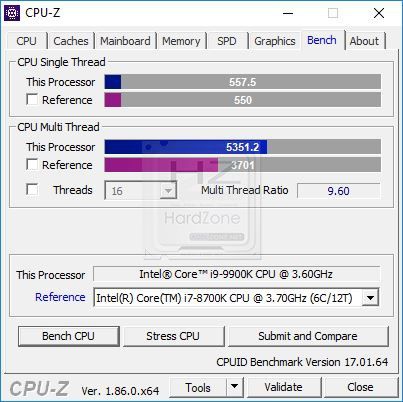 CPU-Z
CPU Caches Mainboard Memory SPD Graphics Bench About
CPU Single Thread
This Processor 557.5
Reference 550
CPU Multi Thread
This Processor 5351.2
Reference 3701
Threads 16 Multi Thread Ratio 9.60
HardZone
This Processor Intel® Core™ i9-9900K CPU @ 3.60GHz
Reference Intel(R) Core(TM) i7-8700K CPU @ 3.70GHz (6C/12T)
Bench CPU Stress CPU Submit and Compare
CPUID Benchmark Version 17.01.64
CPU-Z Ver. 1.86.0.x64 Tools Validate Close